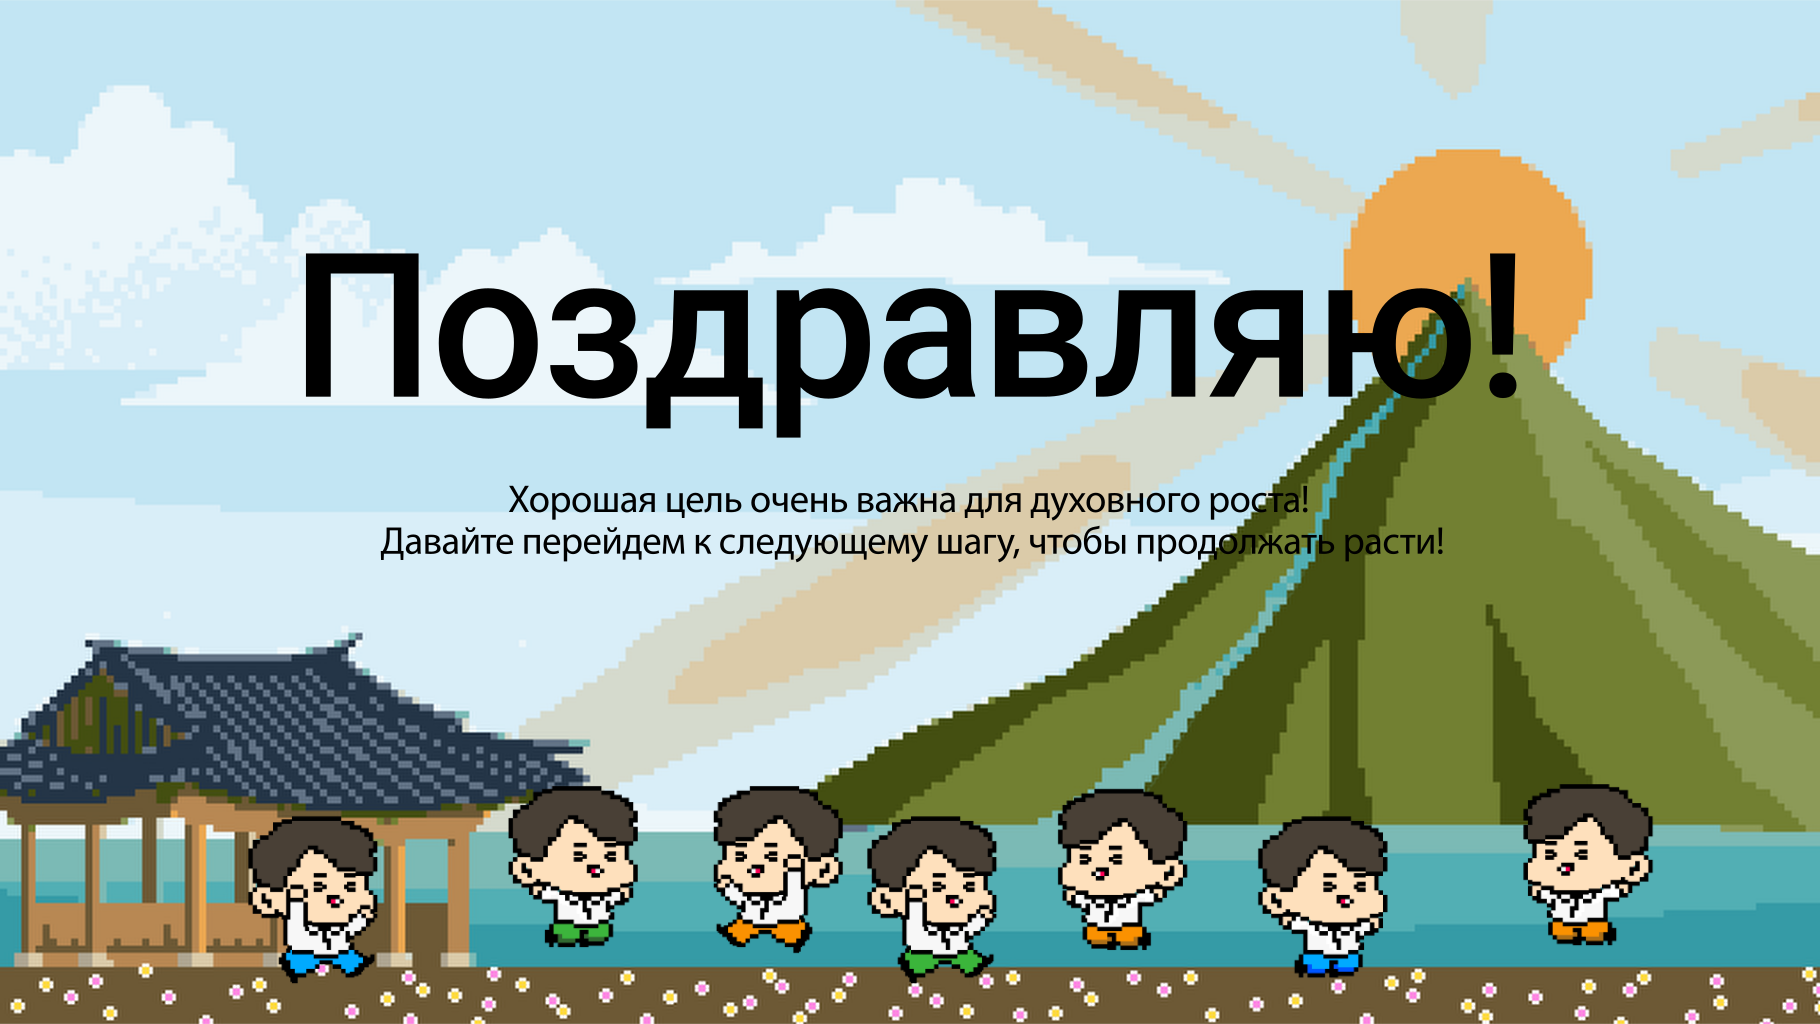 Поздравляю!
Хорошая цель очень важна для духовного роста!
Давайте перейдем к следующему шагу, чтобы продолжать расти!